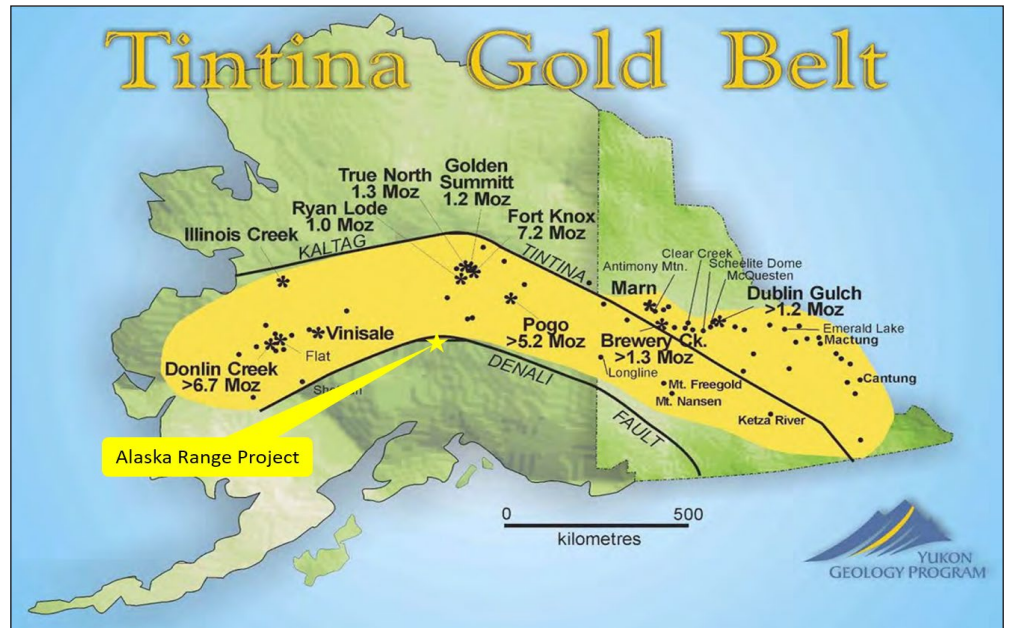 Tintina Gold Belt
True North
1.3 Moz
Golden
Summitt
1.2 Moz
Ryan Lode
1.0 Moz
Fort Knox
7.2 Moz
Illinois Creek
KALTAG
TINTINA
Clear Creek
Antimony Mtn.
Scheelite Dome
McQuesten
Marn
Dublin Gulch
>1.2 Moz
Vinisale
Flat
Pogo
>5.2 Moz
Brewery Ck.
>1.3 Moz
Emerald Lake
Mactung
Donlin Creek
>6.7 Moz
DENALI
FAULT
Longline
Mt. Freegold
Mt. Nansen
Cantung
Ketza River
Alaska Range Project
0 500
kilometres
YUKON
GEOLOGY PROGRAM